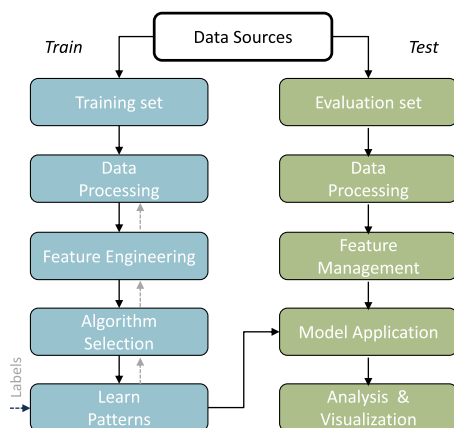 Data Sources
Train
Test
Training set
Evaluation set
Data
Processing
Data
Processing
Feature Engineering
Feature
Management
Algorithm
Selection
Model Application
Labels
Learn
Patterns
Analysis &
Visualization